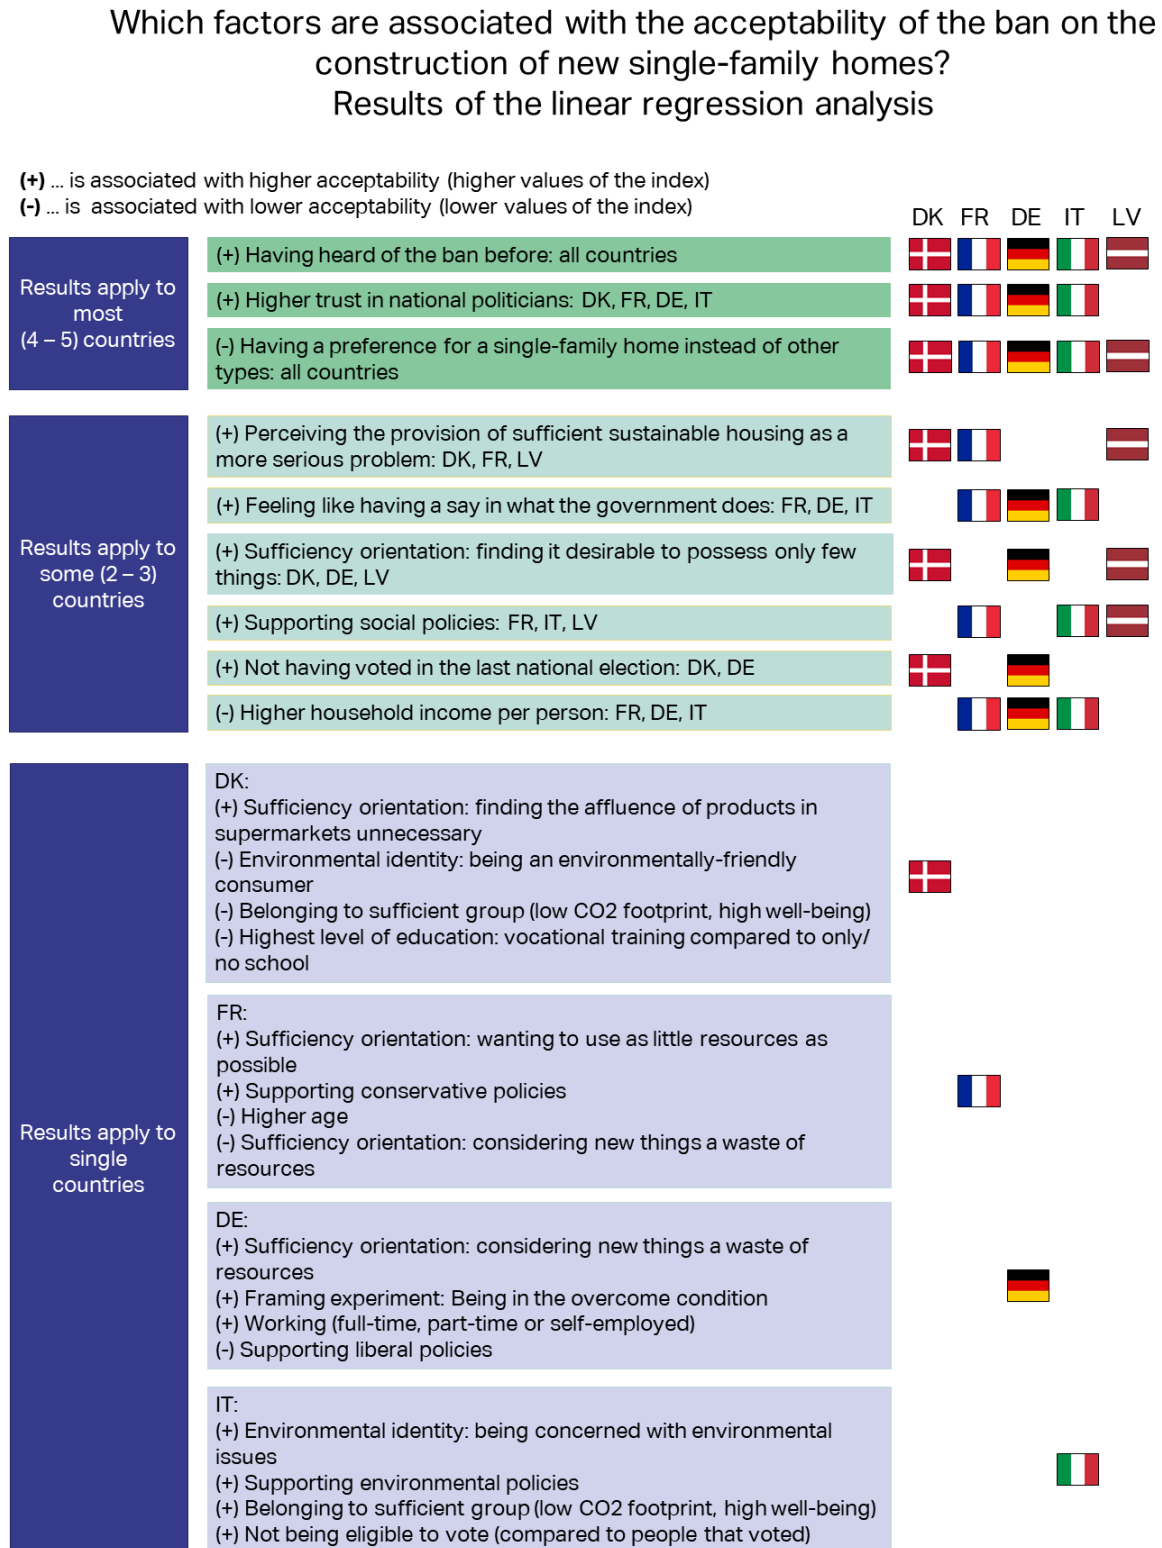 Which factors are associated with the acceptability of the ban on the
construction of new single-family homes?
Results of the linear regression analysis
(+) ... is associated with higher acceptability (higher values of the index)
(-) ... is associated with lower acceptability (lower values of the index)
DK FR DE IT LV
Results apply to
most
(4 – 5) countries
(+) Having heard of the ban before: all countries
(+) Higher trust in national politicians: DK, FR, DE, IT
(-) Having a preference for a single-family home instead of other
types: all countries
Results apply to
some (2 – 3)
countries
(+) Perceiving the provision of sufficient sustainable housing as a
more serious problem: DK, FR, LV
(+) Feeling like having a say in what the government does: FR, DE, IT
(+) Sufficiency orientation: finding it desirable to possess only few
things: DK, DE, LV
(+) Supporting social policies: FR, IT, LV
(+) Not having voted in the last national election: DK, DE
(-) Higher household income per person: FR, DE, IT
Results apply to
single
countries
DK:
(+) Sufficiency orientation: finding the affluence of products in
supermarkets unnecessary
(-) Environmental identity: being an environmentally-friendly
consumer
(-) Belonging to sufficient group (low CO2 footprint, high well-being)
(-) Highest level of education: vocational training compared to only/
no school
FR:
(+) Sufficiency orientation: wanting to use as little resources as
possible
(+) Supporting conservative policies
(-) Higher age
(-) Sufficiency orientation: considering new things a waste of
resources
DE:
(+) Sufficiency orientation: considering new things a waste of
resources
(+) Framing experiment: Being in the overcome condition
(+) Working (full-time, part-time or self-employed)
(-) Supporting liberal policies
IT:
(+) Environmental identity: being concerned with environmental
issues
(+) Supporting environmental policies
(+) Belonging to sufficient group (low CO2 footprint, high well-being)
(+) Not being eligible to vote (compared to people that voted)